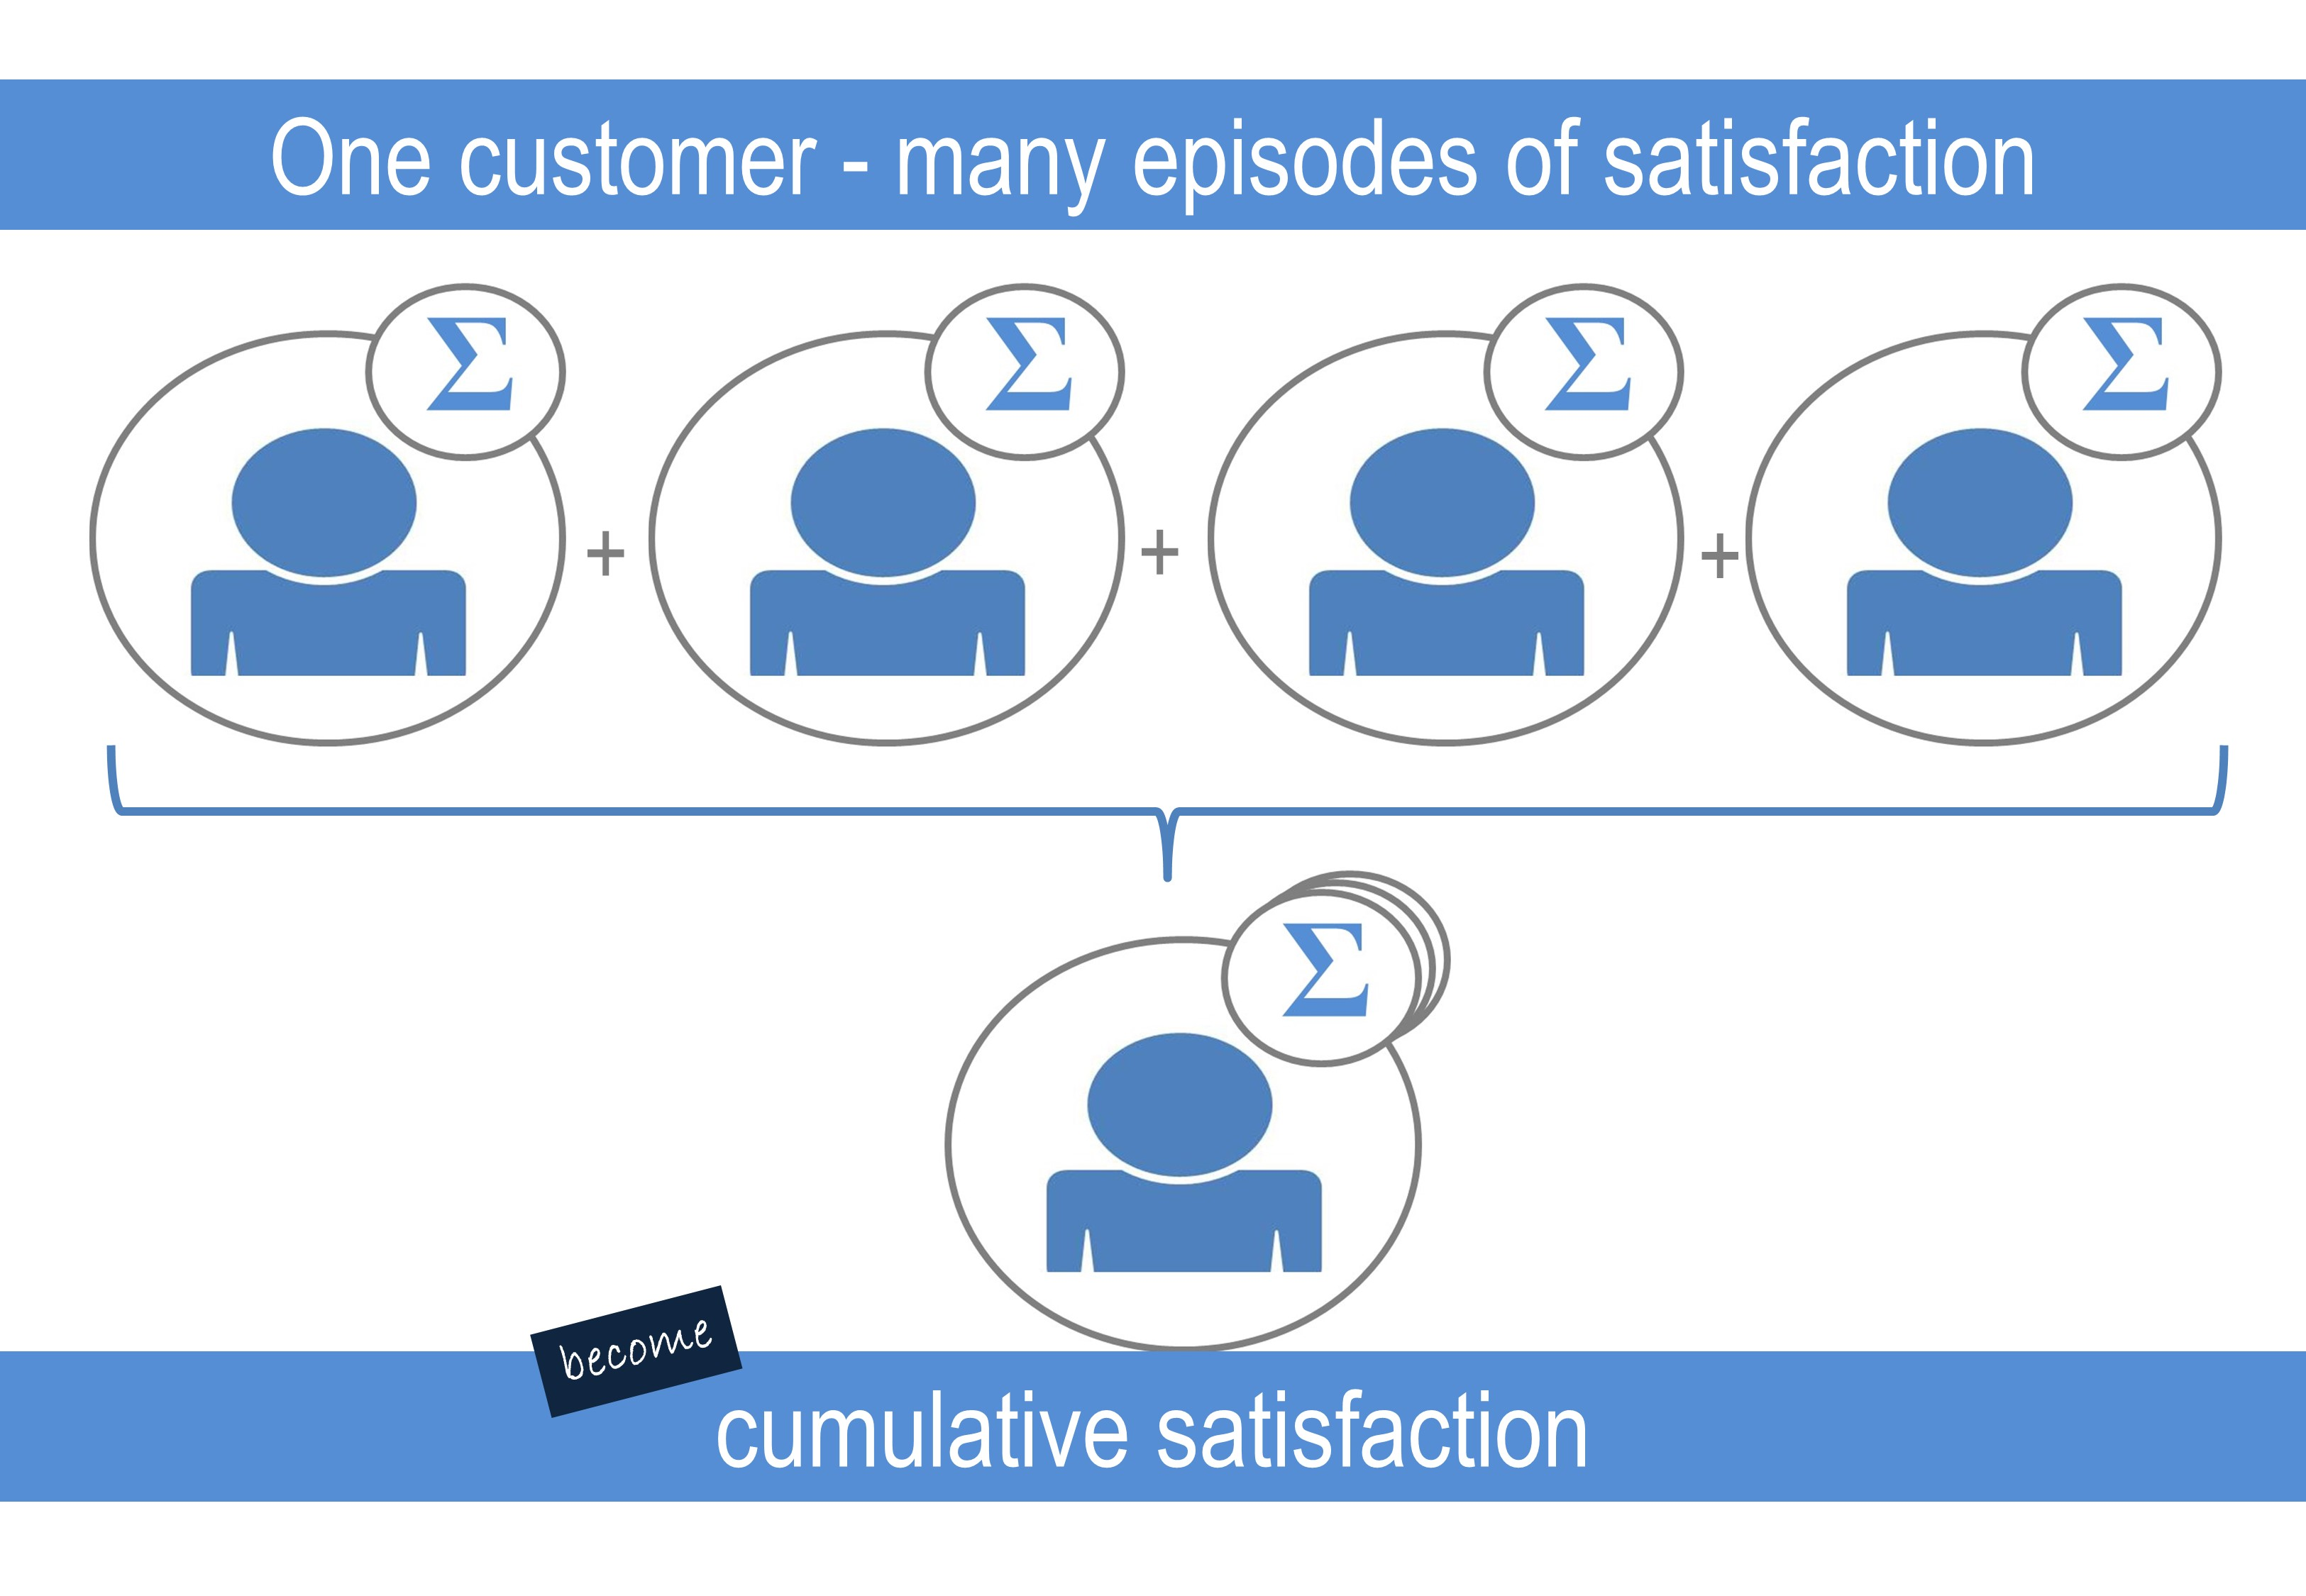 One customer - many episodes of satisfaction
Σ Σ Σ Σ
+ + +
Σ
become
cumulative satisfaction